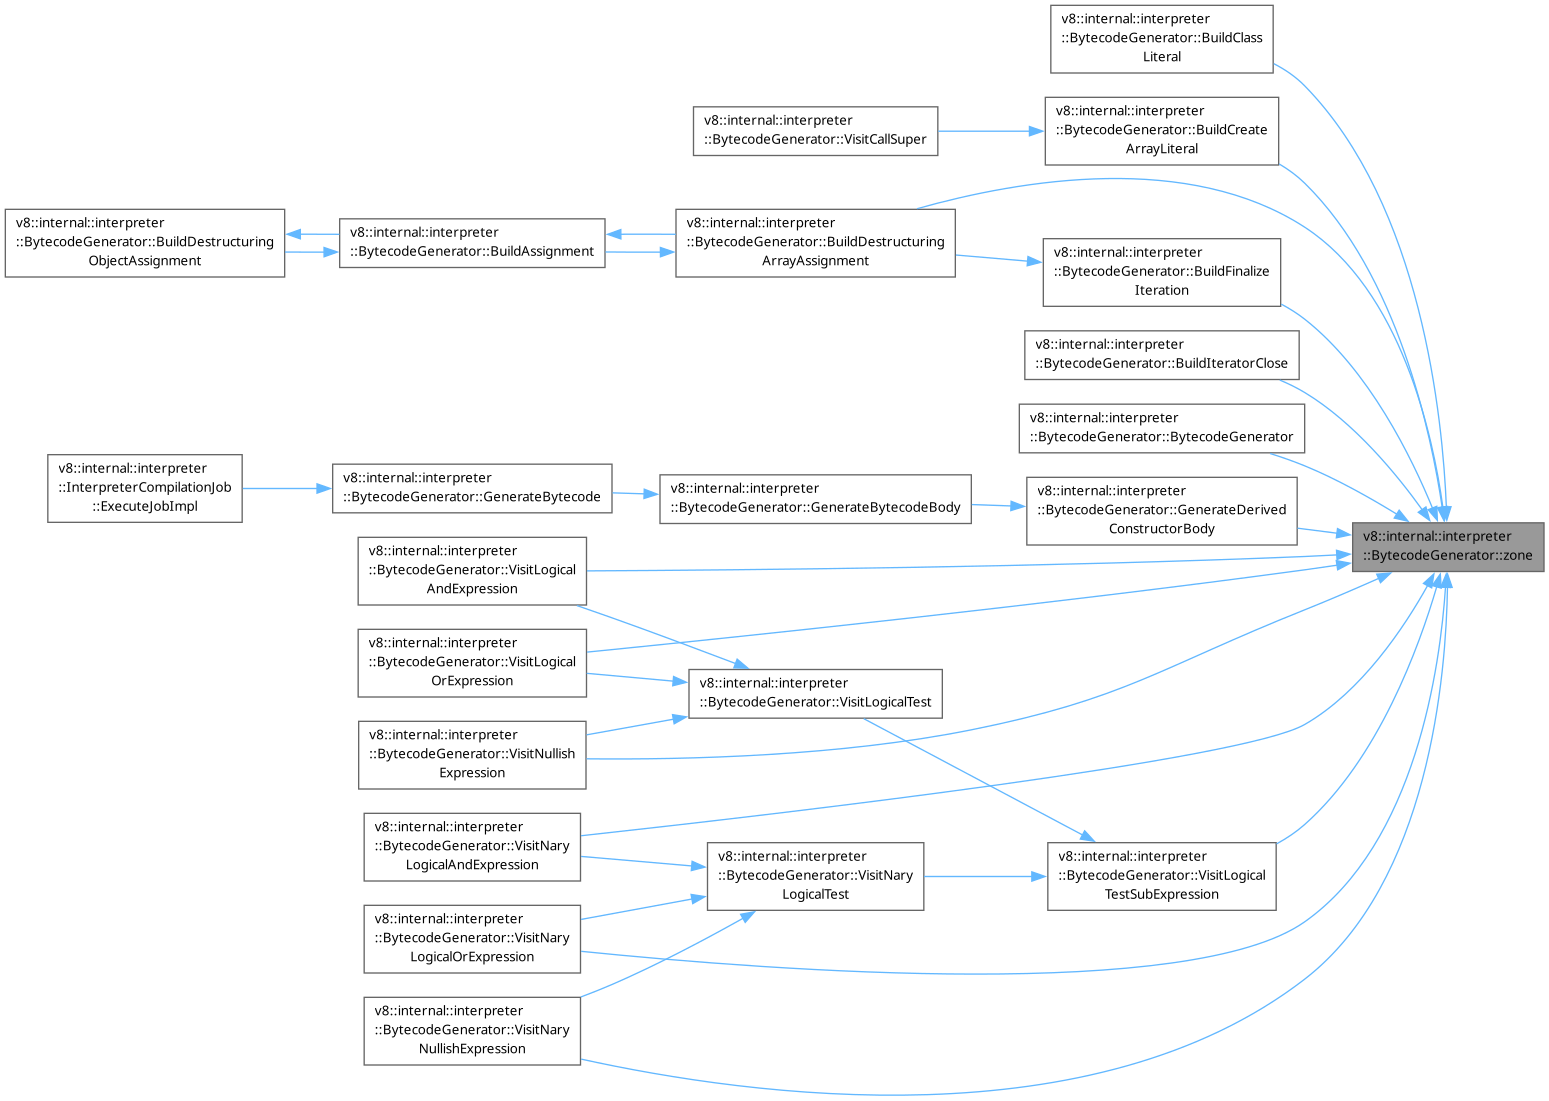 v8::internal::interpreter
::BytecodeGenerator::BuildClass
Literal
v8::internal::interpreter
::BytecodeGenerator::VisitCallSuper
v8::internal::interpreter
::BytecodeGenerator::BuildCreate
ArrayLiteral
v8::internal::interpreter
::BytecodeGenerator::BuildDestructuring
ObjectAssignment
v8::internal::interpreter
::BytecodeGenerator::BuildAssignment
v8::internal::interpreter
::BytecodeGenerator::BuildDestructuring
ArrayAssignment
v8::internal::interpreter
::BytecodeGenerator::BuildFinalize
Iteration
v8::internal::interpreter
::BytecodeGenerator::BuildIteratorClose
v8::internal::interpreter
::BytecodeGenerator::BytecodeGenerator
v8::internal::interpreter
::InterpreterCompilationJob
::ExecuteJobImpl
v8::internal::interpreter
::BytecodeGenerator::GenerateBytecode
v8::internal::interpreter
::BytecodeGenerator::GenerateBytecodeBody
v8::internal::interpreter
::BytecodeGenerator::GenerateDerived
ConstructorBody
v8::internal::interpreter
::BytecodeGenerator::zone
v8::internal::interpreter
::BytecodeGenerator::VisitLogical
AndExpression
v8::internal::interpreter
::BytecodeGenerator::VisitLogical
OrExpression
v8::internal::interpreter
::BytecodeGenerator::VisitLogicalTest
v8::internal::interpreter
::BytecodeGenerator::VisitNullish
Expression
v8::internal::interpreter
::BytecodeGenerator::VisitNary
LogicalAndExpression
v8::internal::interpreter
::BytecodeGenerator::VisitNary
LogicalTest
v8::internal::interpreter
::BytecodeGenerator::VisitLogical
TestSubExpression
v8::internal::interpreter
::BytecodeGenerator::VisitNary
LogicalOrExpression
v8::internal::interpreter
::BytecodeGenerator::VisitNary
NullishExpression